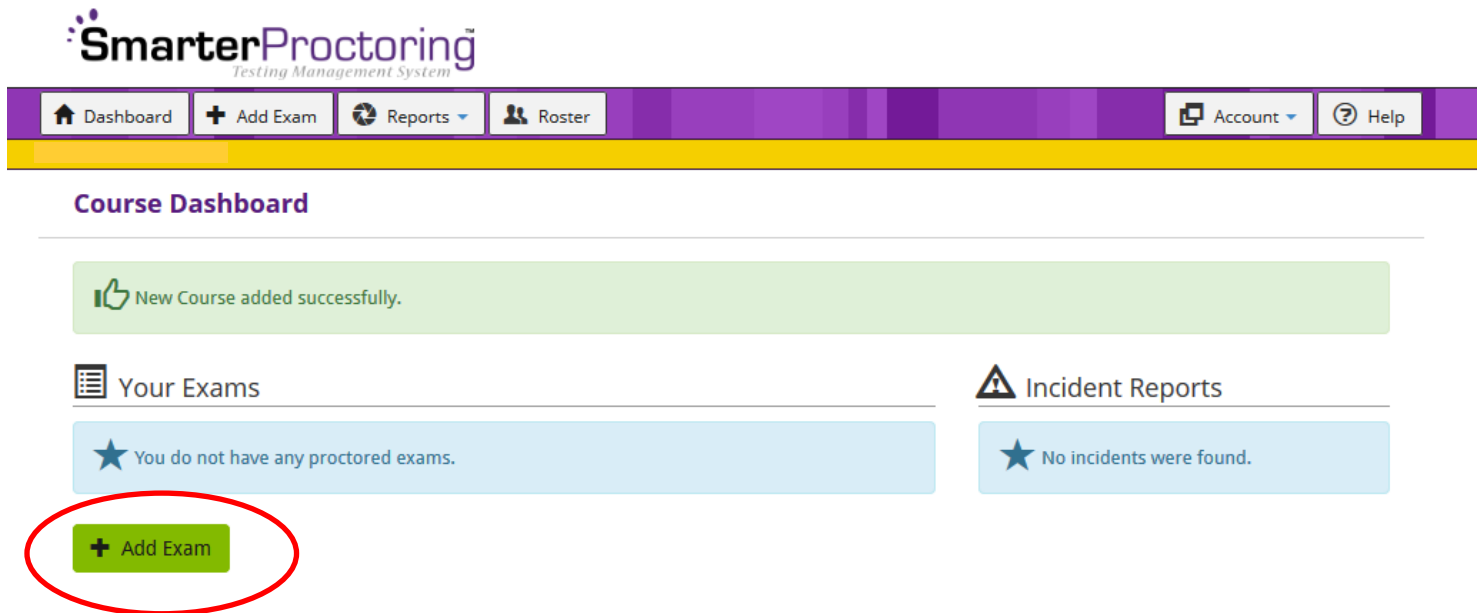 SmarterProctoring™
Testing Management System
Dashboard Add Exam Reports Roster Account Help
Course Dashboard
New Course added successfully.
Your Exams Incident Reports
You do not have any proctored exams. No incidents were found.
Add Exam